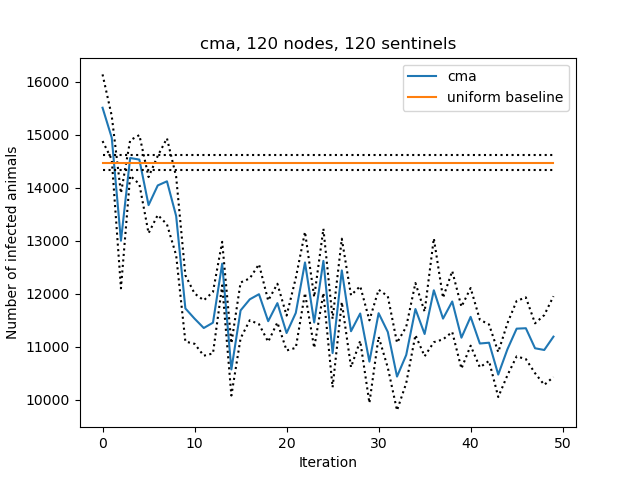 cma, 120 nodes, 120 sentinels
cma
uniform baseline
Number of infected animals
16000
15000
14000
13000
12000
11000
10000
0 10 20 30 40 50
Iteration